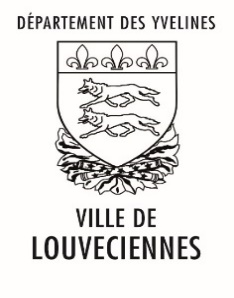 DÉPARTEMENT DES YVELINES
VILLE DE
LOUVECIENNES